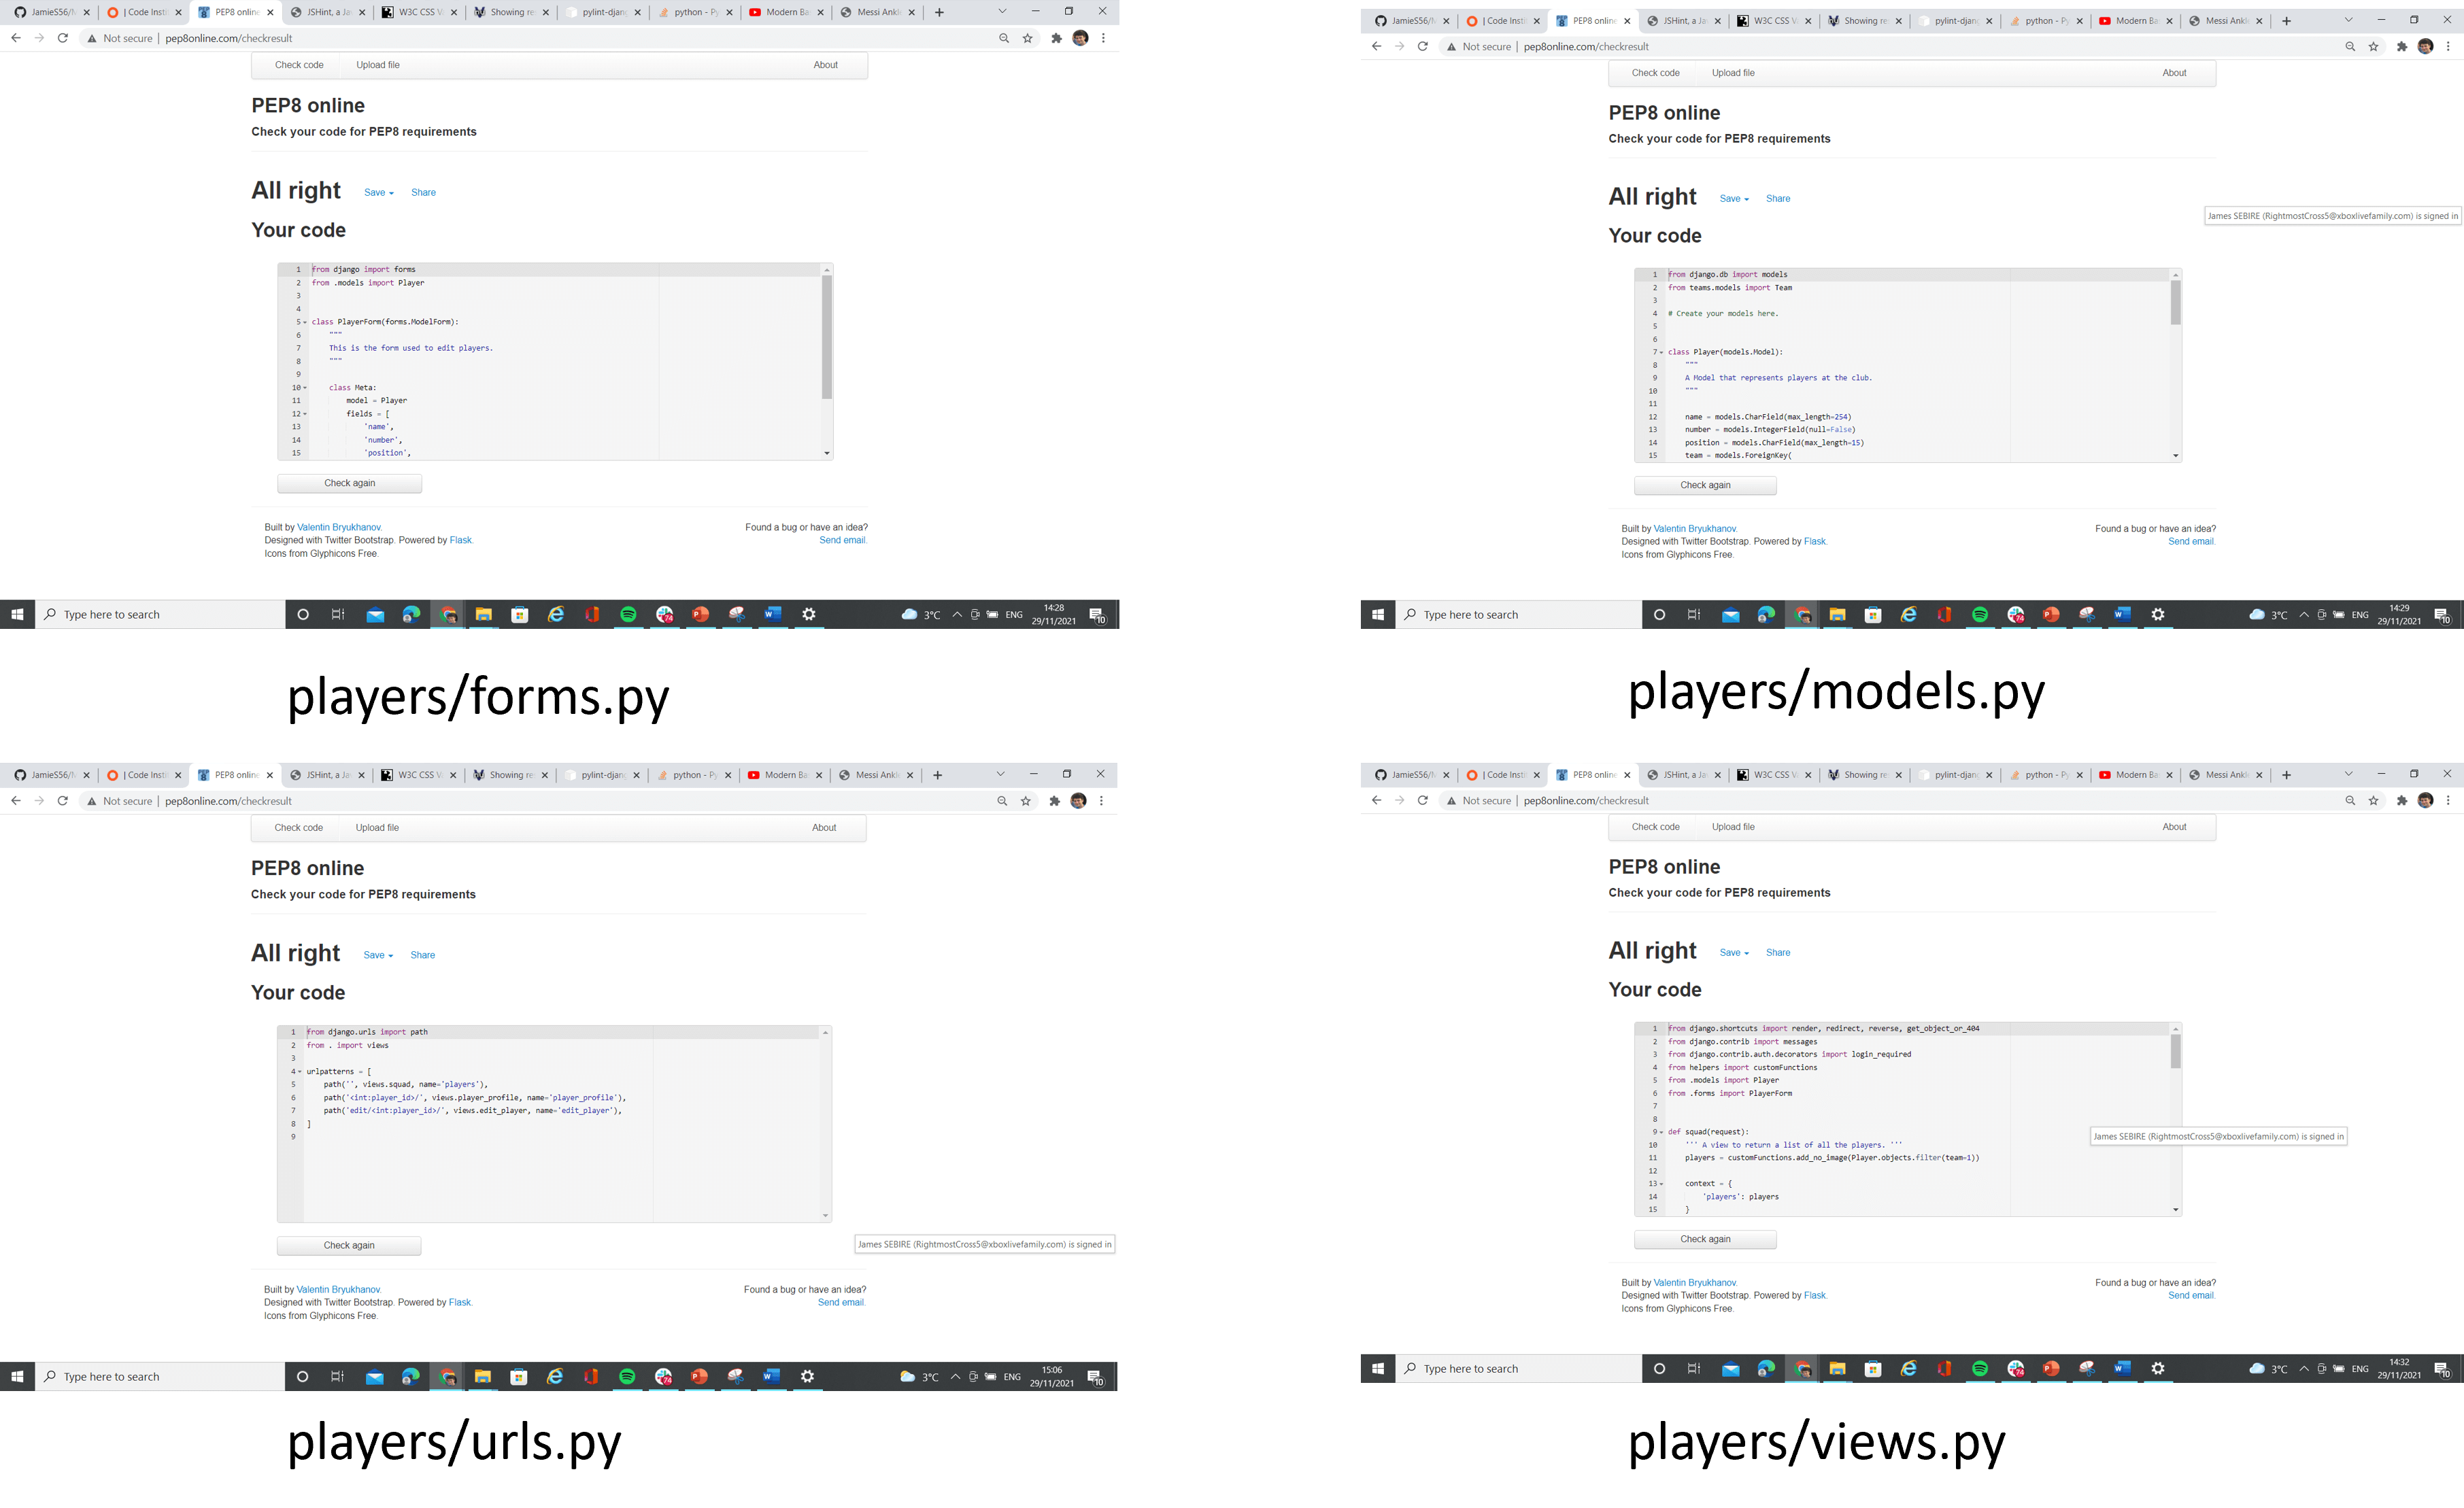 JamieS56/
| Code Insti
PEP8 online
JSHint, a Ja
W3C CSS V
Showing re
pylint-djang
python - Py
Modern Ba
Messi Ankl
Not secure | pep8online.com/checkresult
Check code
Upload file
About
PEP8 online
Check your code for PEP8 requirements
All right
Save
Share
Your code
1 from django import forms
2 from .models import Player
3
4
5 class PlayerForm(forms.ModelForm):
6 """
7 This is the form used to edit players.
8 """
9
10 class Meta:
11 model = Player
12 fields = [
13 'name',
14 'number',
15 'position',
Check again
Built by Valentin Bryukhanov.
Found a bug or have an idea?
Designed with Twitter Bootstrap. Powered by Flask.
Send email.
Icons from Glyphicons Free.
Type here to search
74
3°C
ENG
14:28
29/11/2021
10
players/forms.py
JamieS56/
| Code Insti
PEP8 online
JSHint, a Ja
W3C CSS V
Showing re
pylint-djang
python - Py
Modern Ba
Messi Ankl
Not secure | pep8online.com/checkresult
Check code
Upload file
About
PEP8 online
Check your code for PEP8 requirements
All right
Save
Share
James SEBIRE (RightmostCross5@xboxlivefamily.com) is signed in
Your code
1 from django.db import models
2 from teams.models import Team
3
4 # Create your models here.
5
6
7 class Player(models.Model):
8 """
9 A Model that represents players at the club.
10 """
11
12 name = models.CharField(max_length=254)
13 number = models.IntegerField(null=False)
14 position = models.CharField(max_length=15)
15 team = models.ForeignKey(
Check again
Built by Valentin Bryukhanov.
Found a bug or have an idea?
Designed with Twitter Bootstrap. Powered by Flask.
Send email.
Icons from Glyphicons Free.
Type here to search
74
3°C
ENG
14:29
29/11/2021
10
players/models.py
JamieS56/
| Code Insti
PEP8 online
JSHint, a Ja
W3C CSS V
Showing re
pylint-djang
python - Py
Modern Ba
Messi Ankl
Not secure | pep8online.com/checkresult
Check code
Upload file
About
PEP8 online
Check your code for PEP8 requirements
All right
Save
Share
Your code
1 from django.urls import path
2 from . import views
3
4 urlpatterns = [
5 path('', views.squad, name='players'),
6 path('<int:player_id>/', views.player_profile, name='player_profile'),
7 path('edit/<int:player_id>/', views.edit_player, name='edit_player'),
8 ]
9
Check again
James SEBIRE (RightmostCross5@xboxlivefamily.com) is signed in
Built by Valentin Bryukhanov.
Found a bug or have an idea?
Designed with Twitter Bootstrap. Powered by Flask.
Send email.
Icons from Glyphicons Free.
Type here to search
74
3°C
ENG
15:06
29/11/2021
10
players/urls.py
JamieS56/
| Code Insti
PEP8 online
JSHint, a Ja
W3C CSS V
Showing re
pylint-djang
python - Py
Modern Ba
Messi Ankl
Not secure | pep8online.com/checkresult
Check code
Upload file
About
PEP8 online
Check your code for PEP8 requirements
All right
Save
Share
Your code
1 from django.shortcuts import render, redirect, reverse, get_object_or_404
2 from django.contrib import messages
3 from django.contrib.auth.decorators import login_required
4 from helpers import customFunctions
5 from .models import Player
6 from .forms import PlayerForm
7
8
9 def squad(request):
10 ''' A view to return a list of all the players. '''
11 players = customFunctions.add_no_image(Player.objects.filter(team=1))
12
13 context = {
14 'players': players
15 }
James SEBIRE (RightmostCross5@xboxlivefamily.com) is signed in
Check again
Built by Valentin Bryukhanov.
Found a bug or have an idea?
Designed with Twitter Bootstrap. Powered by Flask.
Send email.
Icons from Glyphicons Free.
Type here to search
74
3°C
ENG
14:32
29/11/2021
10
players/views.py